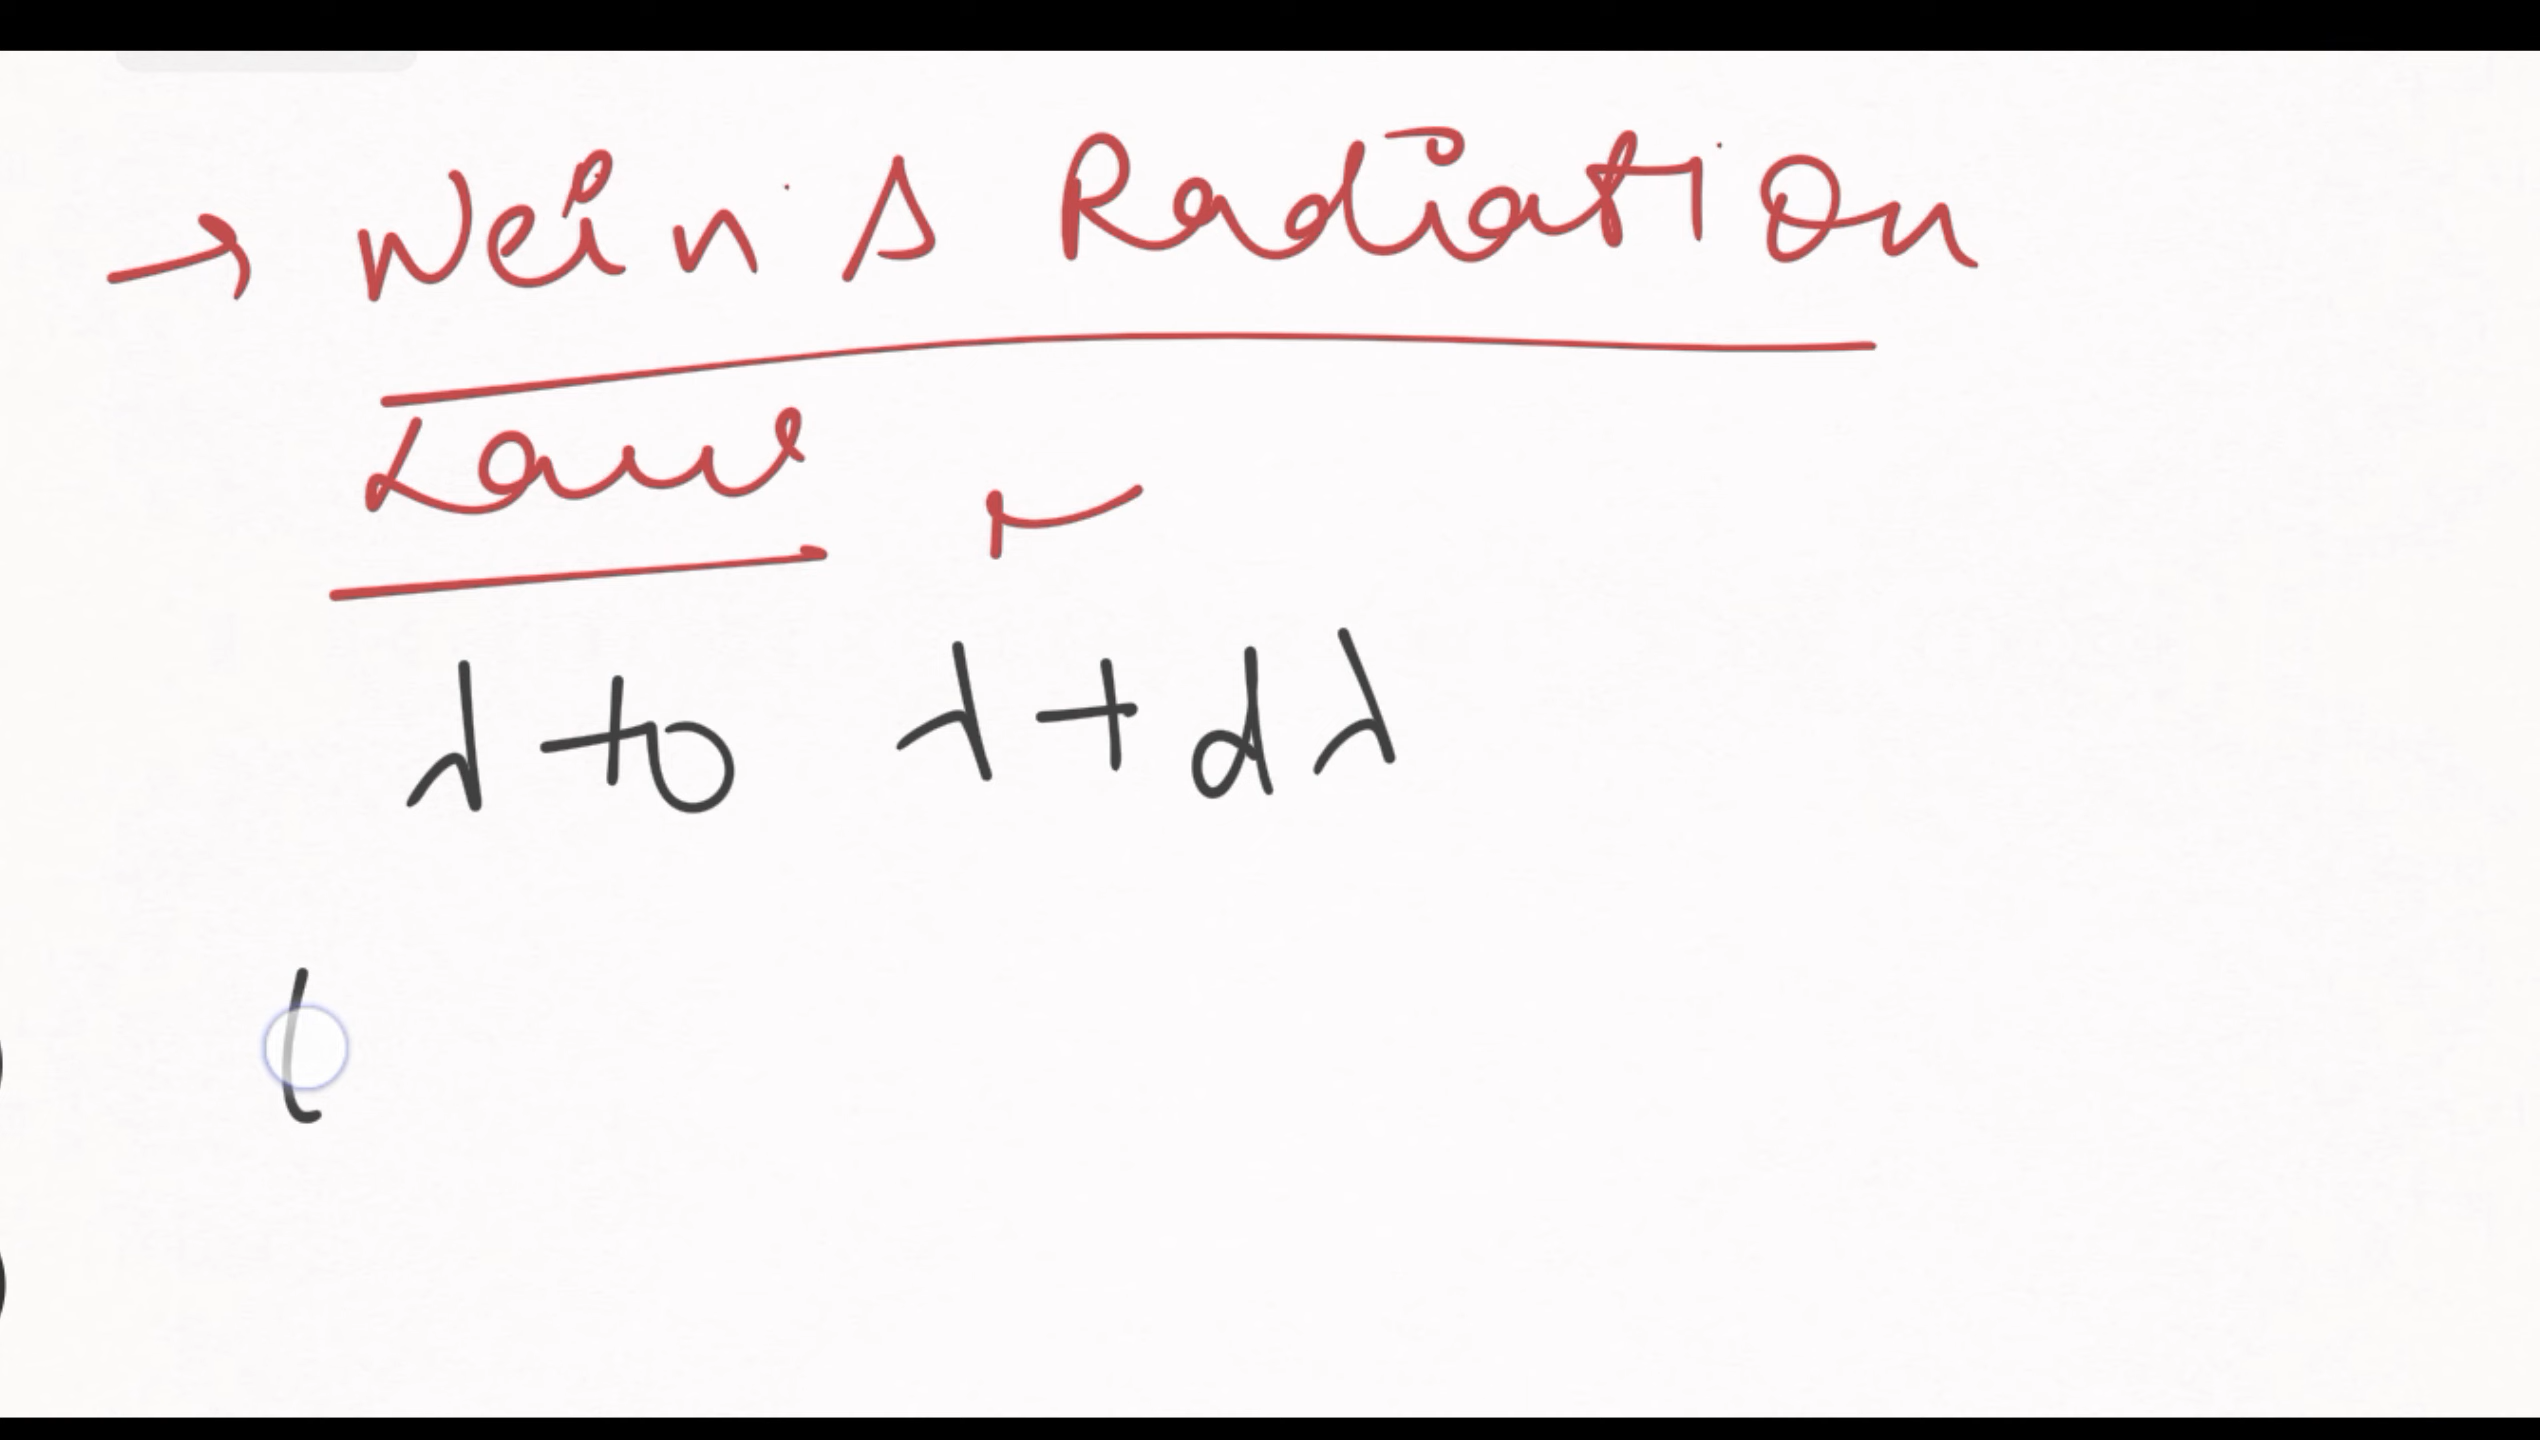 → Wein's Radiation
Law
λ to λ+dλ
(